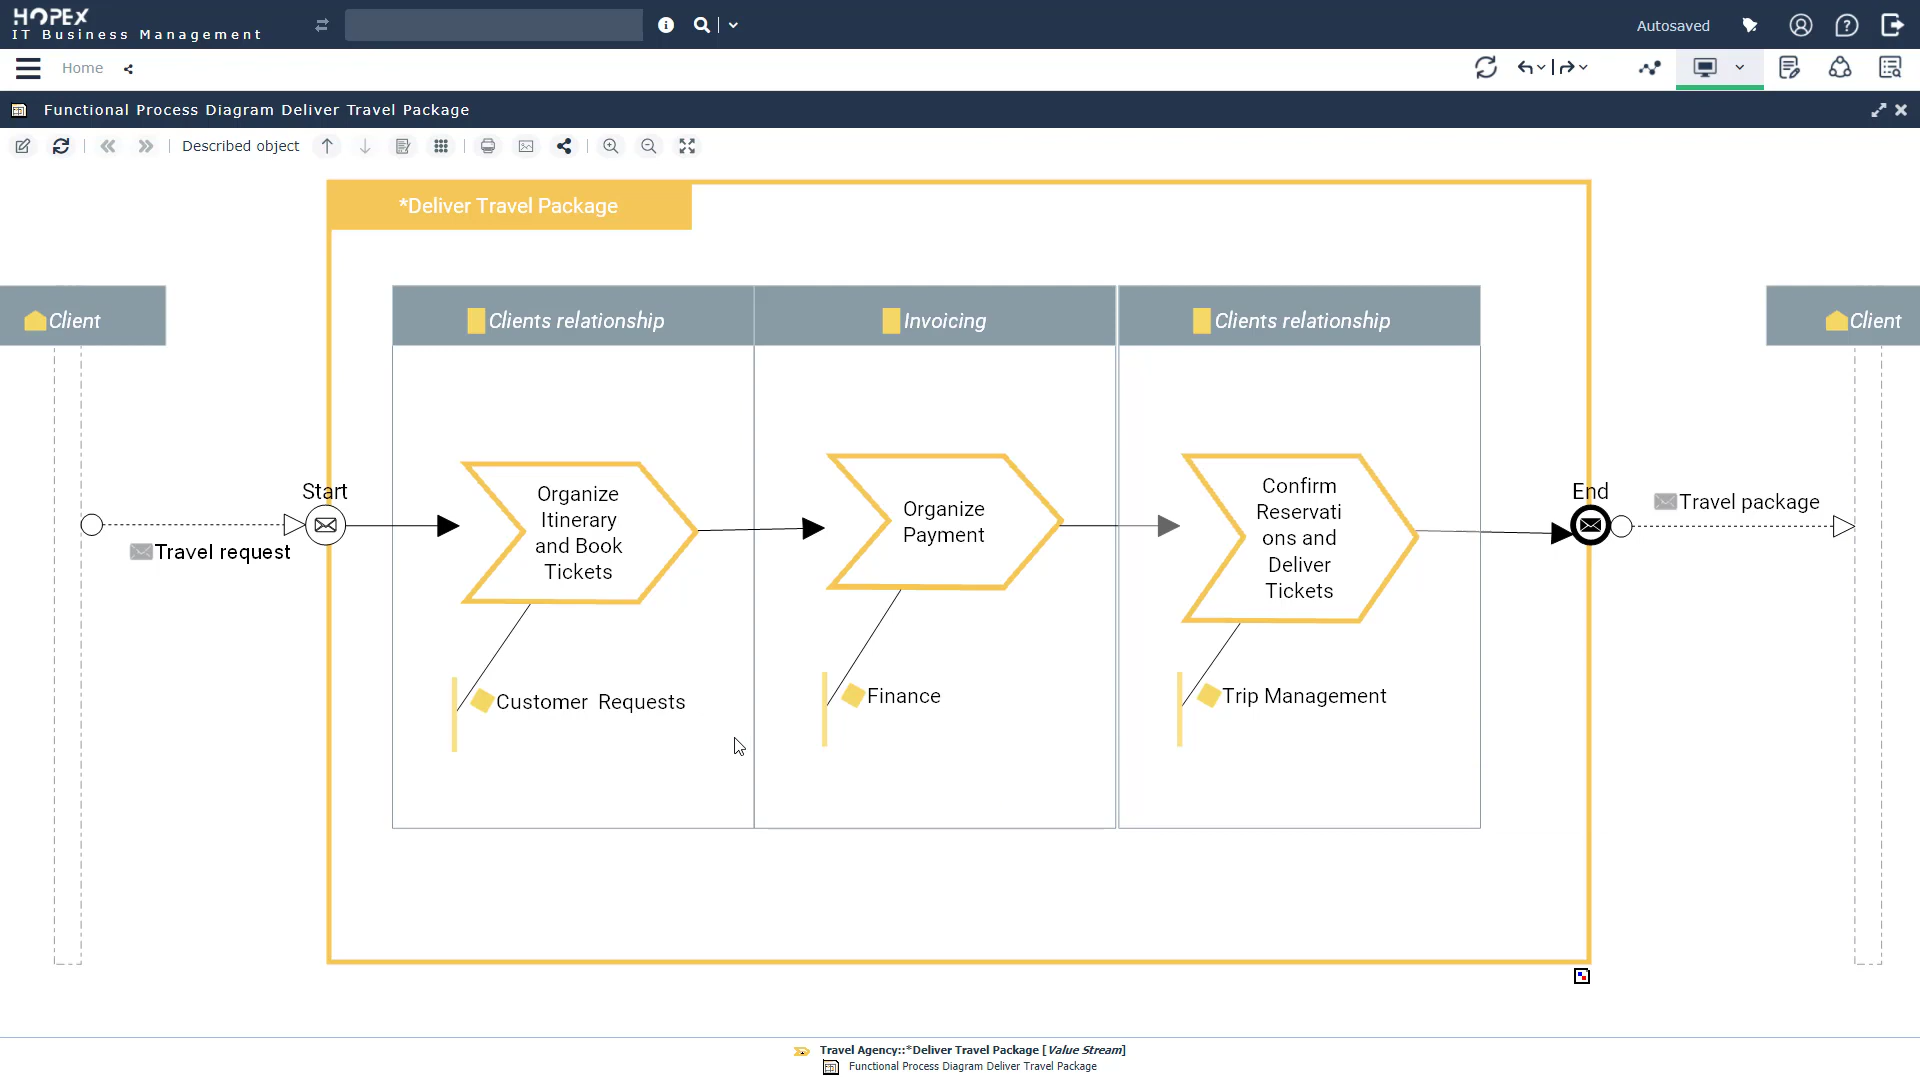 HOPEX
IT Business Management
Autosaved
Home
Functional Process Diagram Deliver Travel Package
Described object
*Deliver Travel Package
Client
Clients relationship
Invoicing
Clients relationship
Client
Start
Travel request
Organize
Itinerary
and Book
Tickets
Organize
Payment
Confirm
Reservati
ons and
Deliver
Tickets
End
Travel package
Customer Requests
Finance
Trip Management
Travel Agency::*Deliver Travel Package [Value Stream]
Functional Process Diagram Deliver Travel Package